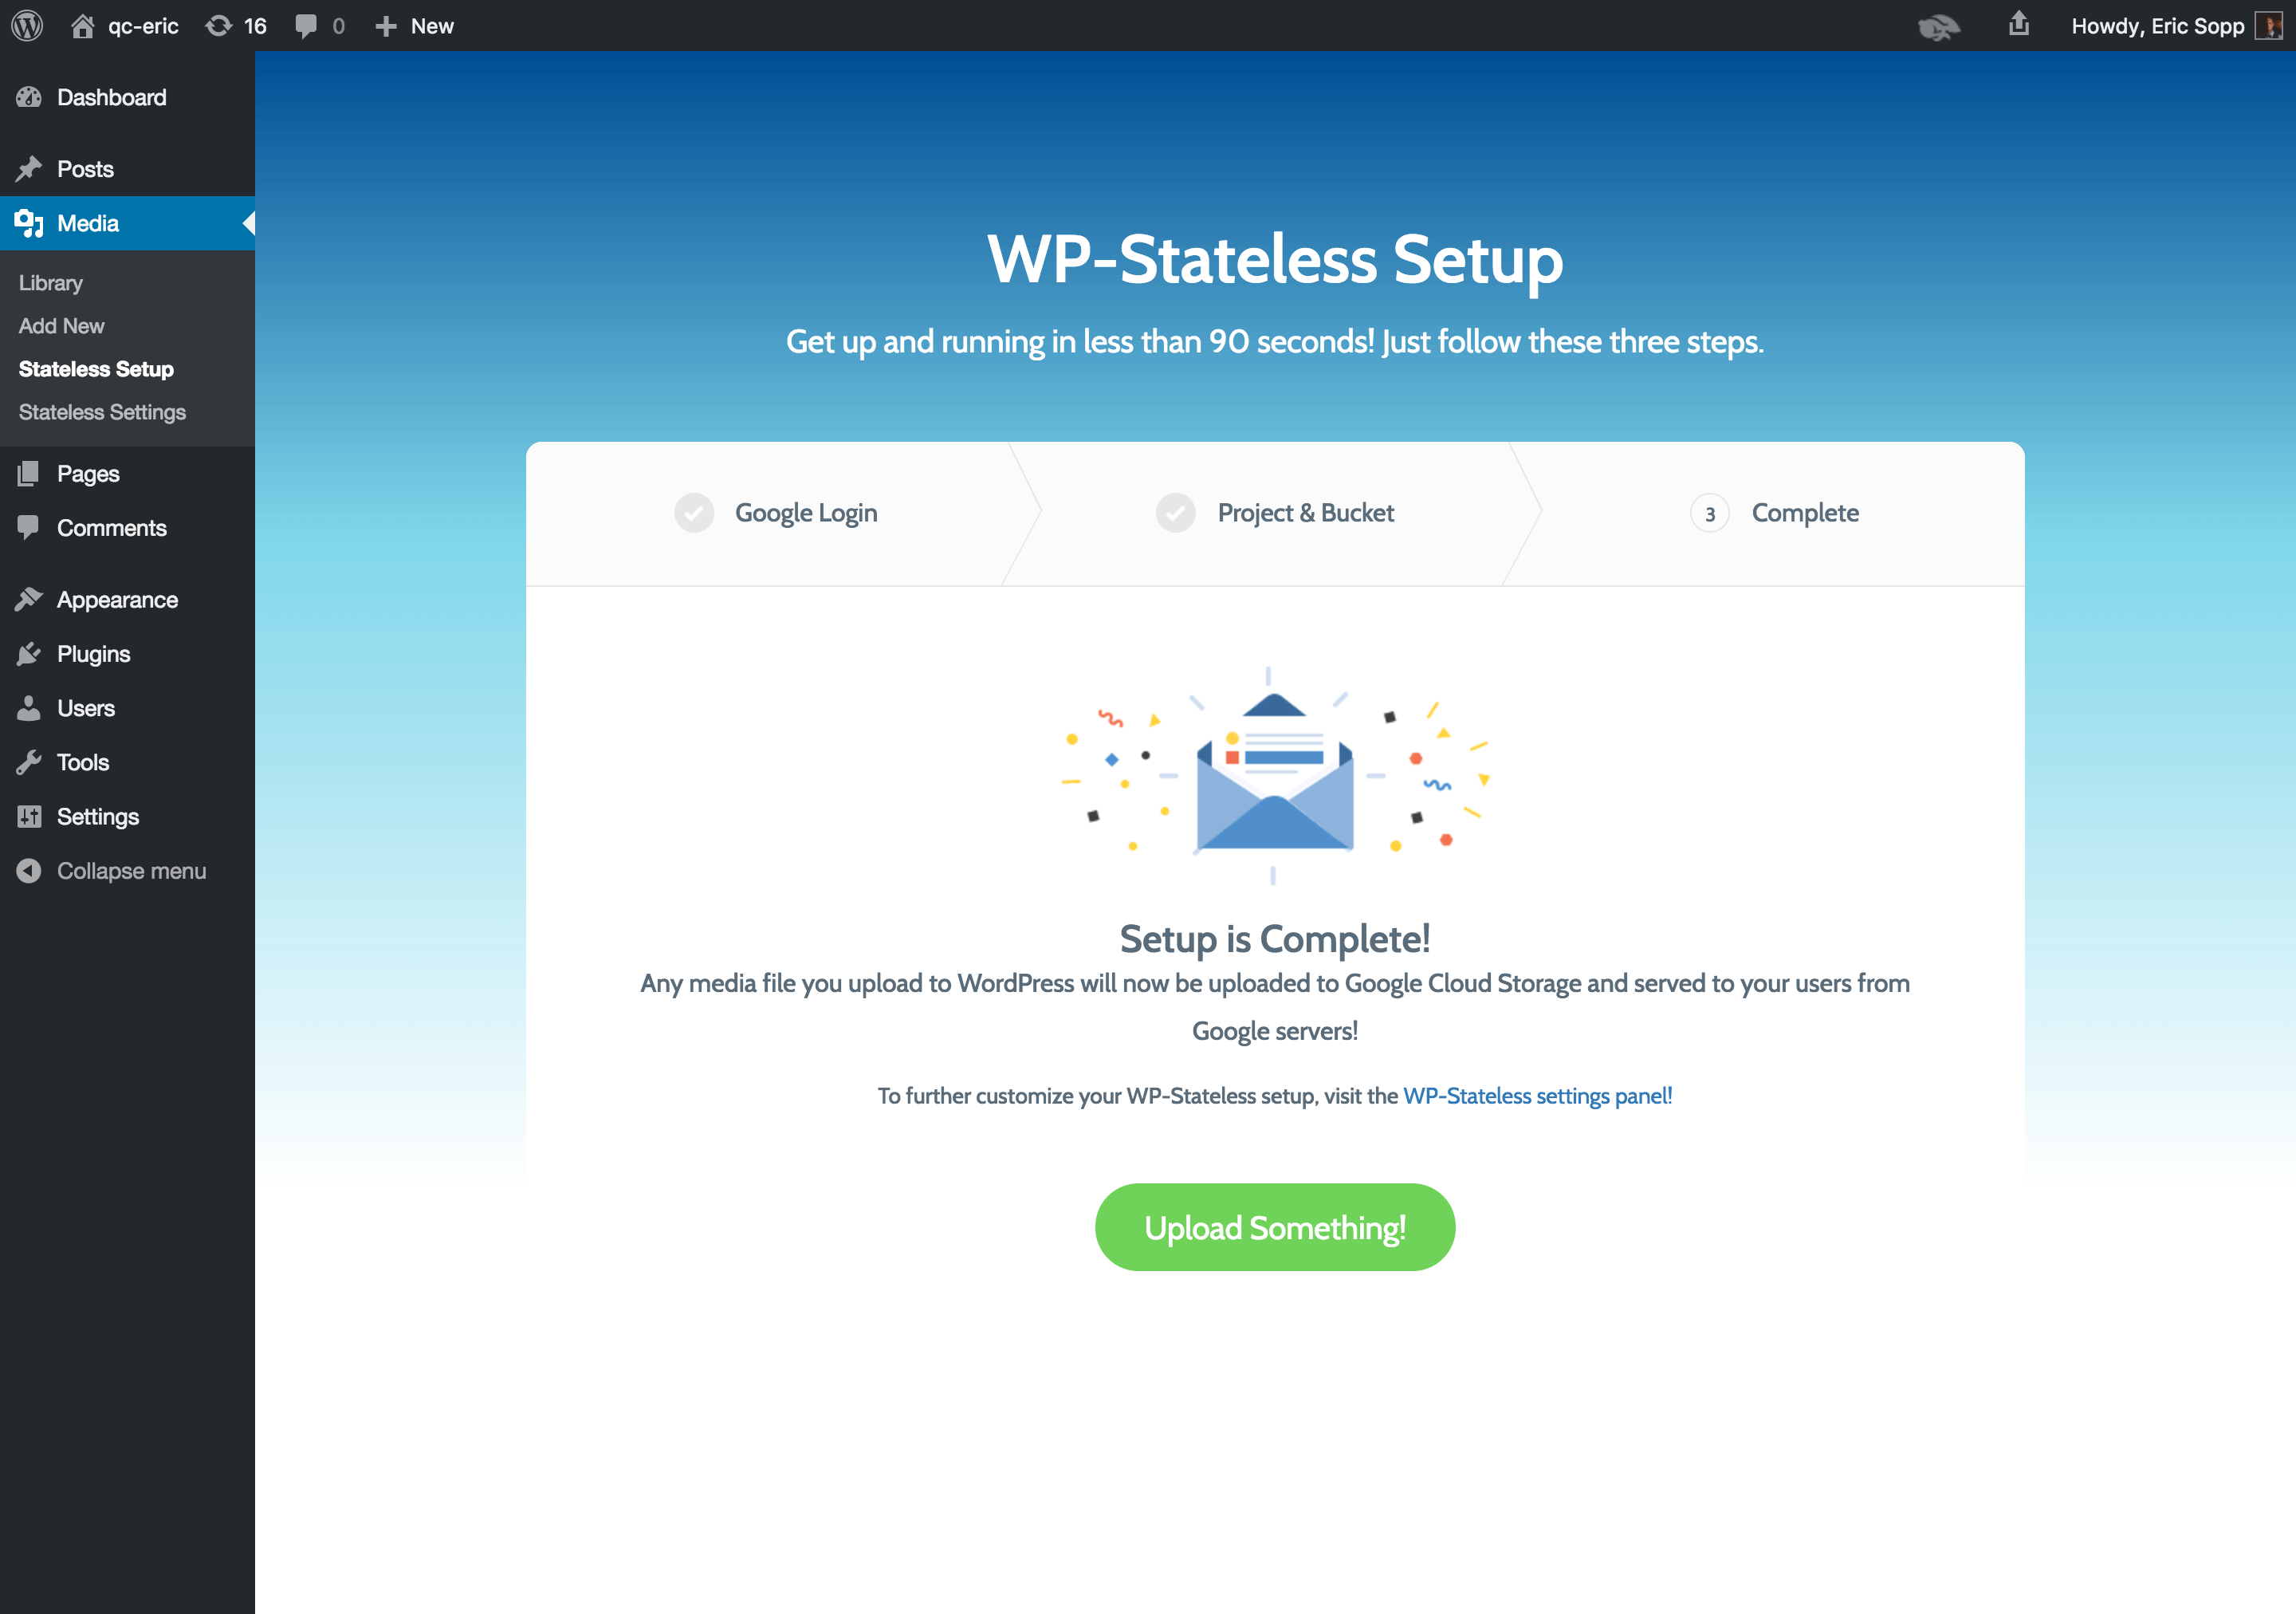 qc-eric 16 0 New Howdy, Eric Sopp
Dashboard
Posts
Media
Library
Add New
Stateless Setup
Stateless Settings
Pages
Comments
Appearance
Plugins
Users
Tools
Settings
Collapse menu
WP-Stateless Setup
Get up and running in less than 90 seconds! Just follow these three steps.
Google Login Project & Bucket 3 Complete
Setup is Complete!
Any media file you upload to WordPress will now be uploaded to Google Cloud Storage and served to your users from
Google servers!
To further customize your WP-Stateless setup, visit the WP-Stateless settings panel!
Upload Something!